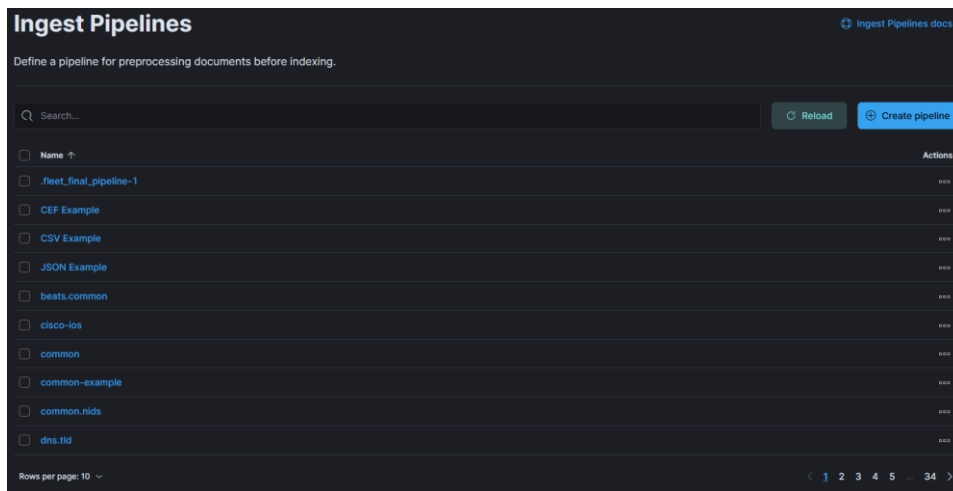 Ingest Pipelines
Ingest Pipelines docs
Define a pipeline for preprocessing documents before indexing.
Search...
Reload
Create pipeline
Name ↑
Actions
.fleet_final_pipeline-1
CEF Example
CSV Example
JSON Example
beats.common
cisco-ios
common
common-example
common.nids
dns.tld
Rows per page: 10
< 1 2 3 4 5 ... 34 >